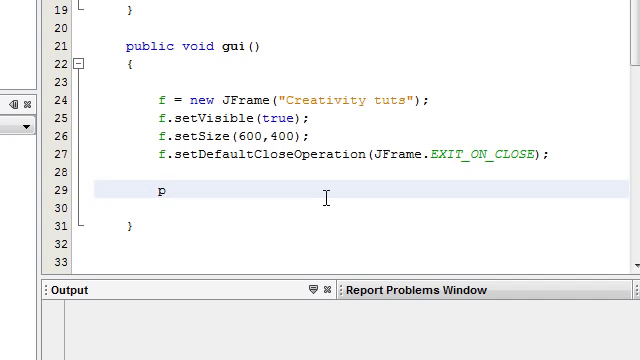 19 }
20
21 public void gui()
22 {
23
24 f = new JFrame("Creativity tuts");
25 f.setVisible(true);
26 f.setSize(600,400);
27 f.setDefaultCloseOperation(JFrame.EXIT_ON_CLOSE);
28
29 p
30
31 }
32
33
Output Report Problems Window